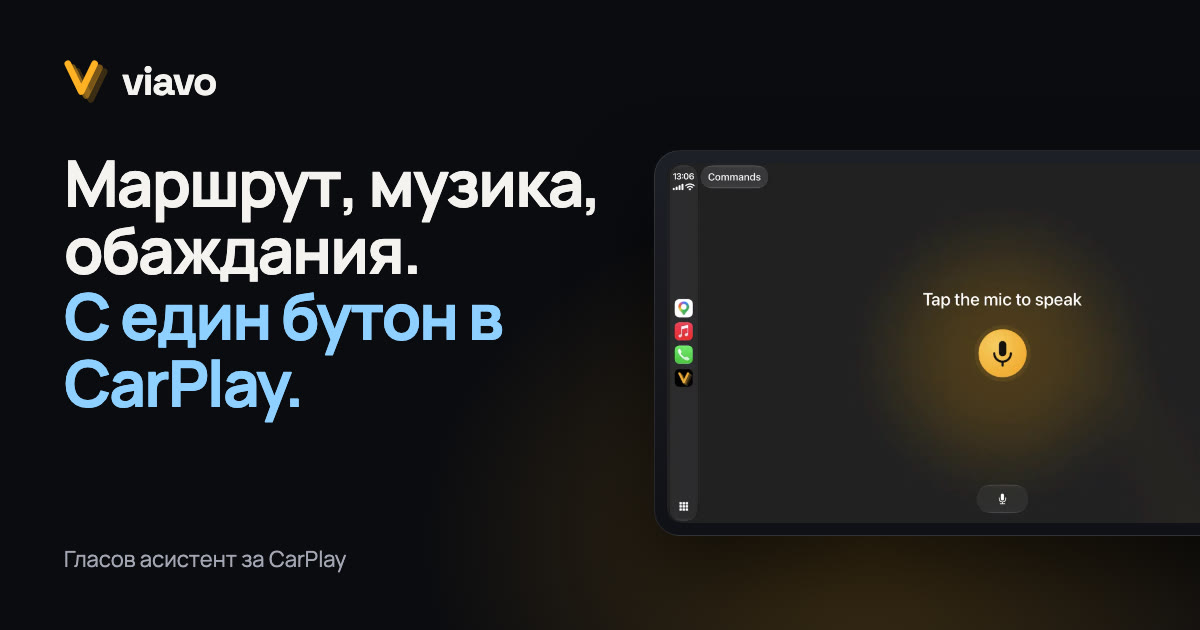 viavo
Маршрут, музика,
обаждания.
С един бутон в
CarPlay.
Гласов асистент за CarPlay
13:06
Commands
Tap the mic to speak